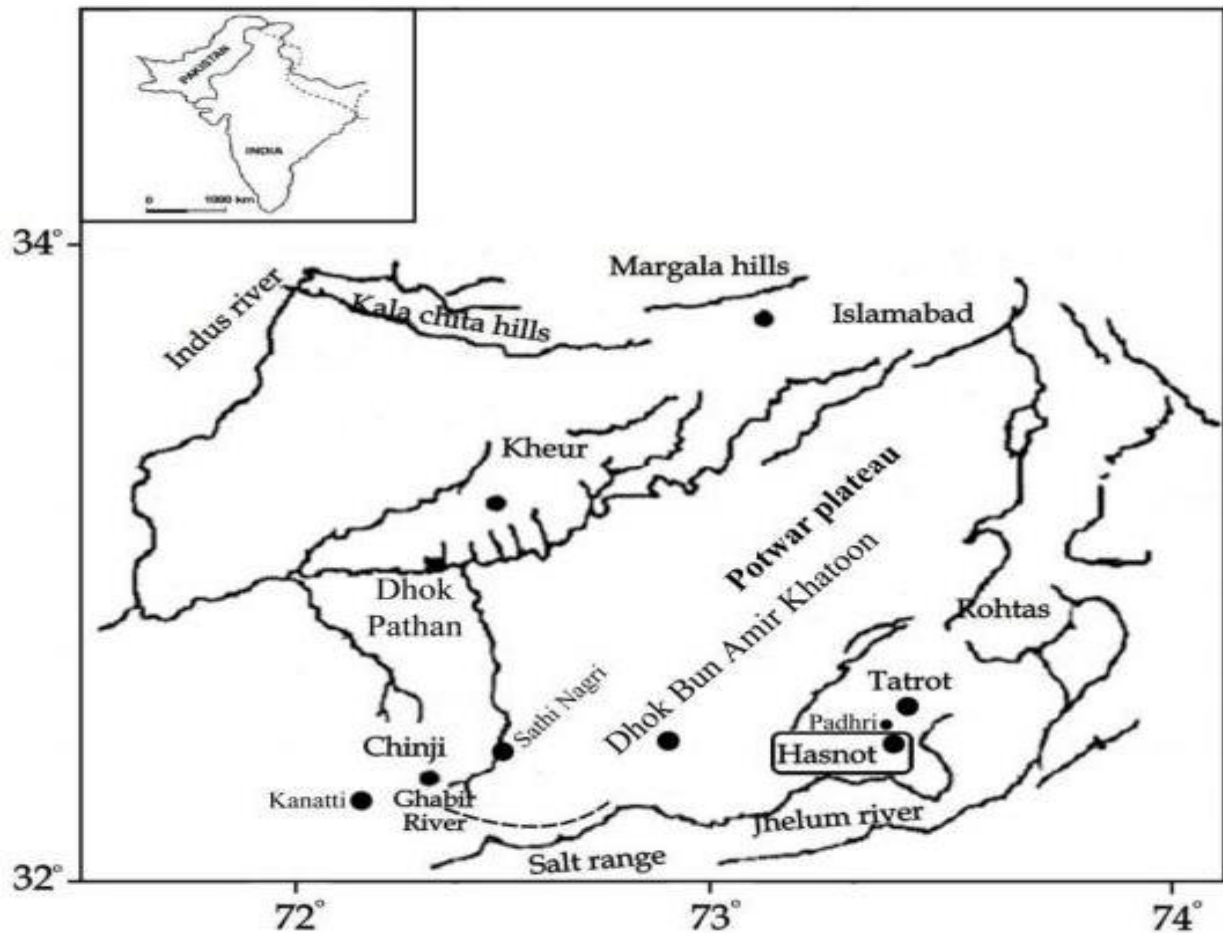 PAKISTAN
INDIA
0 1000 km
34°
Margala hills
Indus river
Kala chita hills
Islamabad
Kheur
Potwar plateau
Dhok
Pathan
Dhok Bun Amir Khatoon
Rohtas
Sathi Nagri
Tatrot
Padhri
Chinji
Hasnot
Kanatti
Ghabir
River
Jhelum river
Salt range
32°
72°
73°
74°